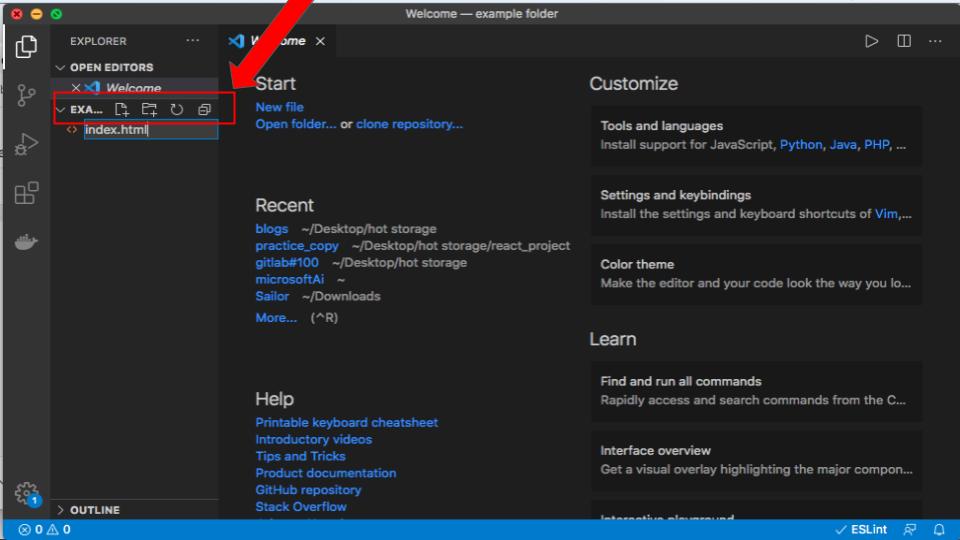 Welcome — example folder
EXPLORER
OPEN EDITORS
Welcome
EXA...
index.html
OUTLINE
Welcome
Start
New file
Open folder... or clone repository...
Recent
blogs ~/Desktop/hot storage
practice_copy ~/Desktop/hot storage/react_project
gitlab#100 ~/Desktop/hot storage
microsoftAi ~
Sailor ~/Downloads
More... (^R)
Help
Printable keyboard cheatsheet
Introductory videos
Tips and Tricks
Product documentation
GitHub repository
Stack Overflow
Customize
Tools and languages
Install support for JavaScript, Python, Java, PHP, ...
Settings and keybindings
Install the settings and keyboard shortcuts of Vim,...
Color theme
Make the editor and your code look the way you lo...
Learn
Find and run all commands
Rapidly access and search commands from the C...
Interface overview
Get a visual overlay highlighting the major compon...
Interactive playground
1
0 0
ESLint